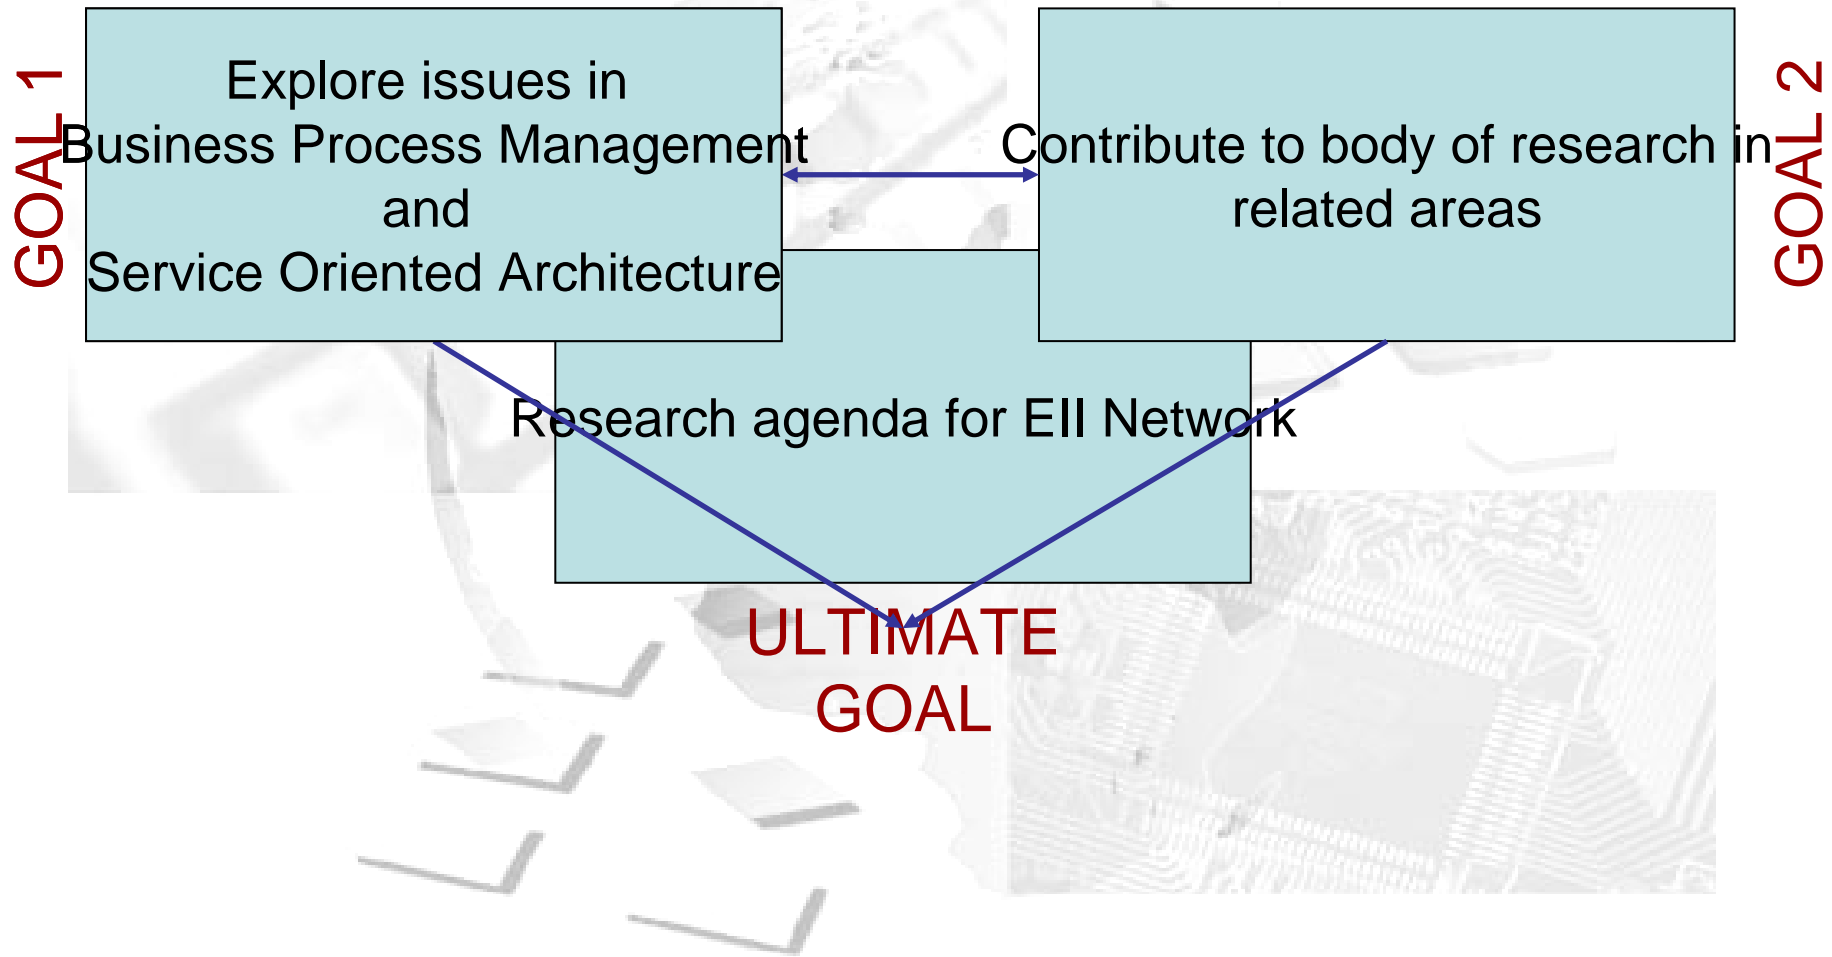 GOAL 1
Explore issues in
Business Process Management
and
Service Oriented Architecture
Contribute to body of research in
related areas
GOAL 2
Research agenda for EII Network
ULTIMATE
GOAL